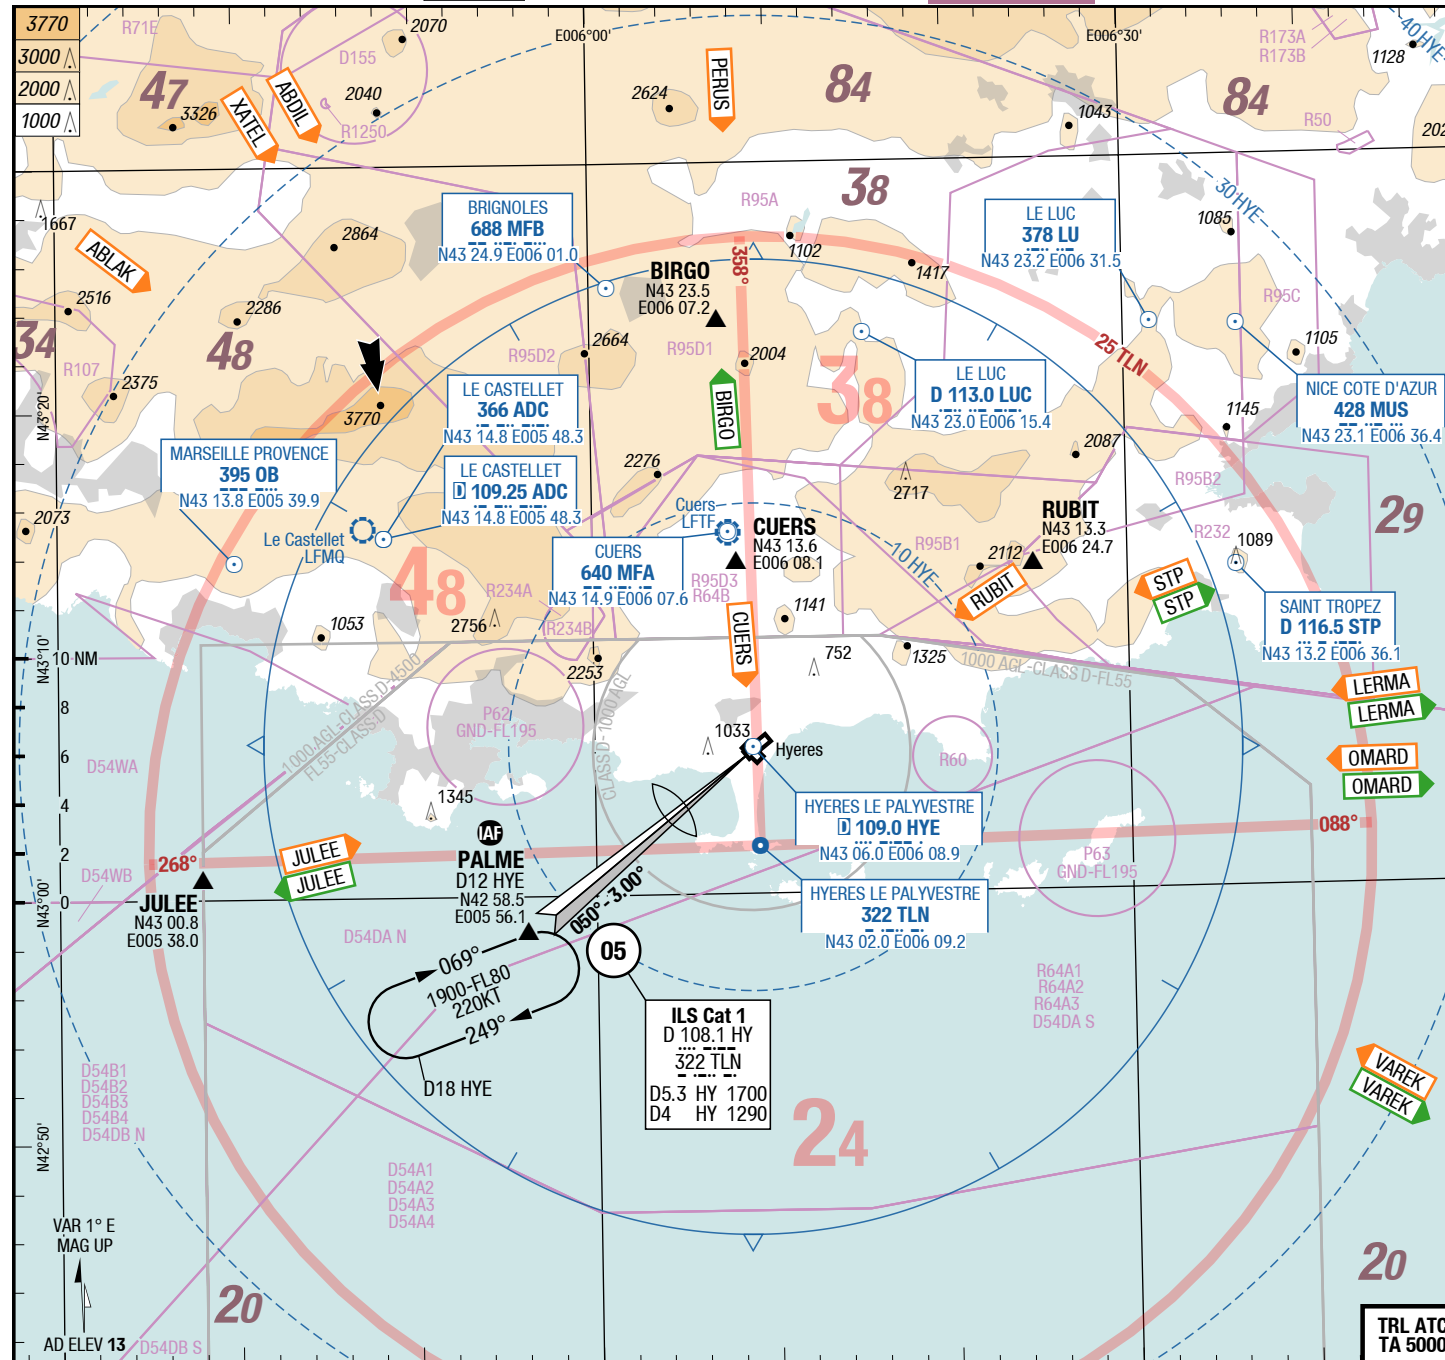 3770
3000
2000
1000
R71E
47
3326
XATEL
ABDIL
D155
2070
2040
R1250
E006°00'
2624
PERUS
84
E006°30'
R173A
R173B
40 HYE
1128
84
1043
R50
38
R95A
30 HYE
1085
1667
ABLAK
2864
BRIGNOLES
688 MFB
N43 24.9 E006 01.0
BIRGO
N43 23.5
E006 07.2
358°
1102
1417
LE LUC
378 LU
N43 23.2 E006 31.5
R95C
2516
2286
34
48
R107
2375
N43°20'
3770
R95D2
2664
R95D1
2004
BIRGO
38
25 TLN
1105
LE LUC
D 113.0 LUC
N43 23.0 E006 15.4
NICE COTE D'AZUR
428 MUS
N43 23.1 E006 36.4
1145
LE CASTELLET
366 ADC
N43 14.8 E005 48.3
MARSEILLE PROVENCE
395 OB
N43 13.8 E005 39.9
LE CASTELLET
D 109.25 ADC
N43 14.8 E005 48.3
2276
2087
2717
R95B2
29
2073
Le Castellet
LFMQ
Cuers
LFTF
CUERS
N43 13.6
E006 08.1
RUBIT
N43 13.3
E006 24.7
R232
1089
CUERS
640 MFA
N43 14.9 E006 07.6
R95B1
10 HYE
2112
RUBIT
STP
STP
48
R234A
R234B
R95D3
R64B
SAINT TROPEZ
D 116.5 STP
N43 13.2 E006 36.1
1053
2756
2253
1141
CUERS
752
1325
1000 AGL-CLASS D-FL55
N43°10'
10 NM
8
6
4
2
0
1000 AGL-CLASS D-4500
FL55-CLASS D
CLASS D-1000 AGL
P62
GND-FL195
LERMA
LERMA
1033
Hyeres
R60
OMARD
OMARD
D54WA
1345
HYERES LE PALYVESTRE
D 109.0 HYE
N43 06.0 E006 08.9
088°
268°
JULEE
JULEE
IAF
PALME
D12 HYE
N42 58.5
E005 56.1
P63
GND-FL195
D54WB
N43°00'
JULEE
N43 00.8
E005 38.0
050°-3.00°
HYERES LE PALYVESTRE
322 TLN
N43 02.0 E006 09.2
D54DA N
05
069°
1900-FL80
220KT
249°
D18 HYE
R64A1
R64A2
R64A3
D54DA S
ILS Cat 1
D 108.1 HY
322 TLN
D5.3 HY 1700
D4 HY 1290
VAREK
VAREK
D54B1
D54B2
D54B3
D54B4
D54DB N
24
N42°50'
D54A1
D54A2
D54A3
D54A4
VAR 1° E
MAG UP
20
20
AD ELEV 13
D54DB S
TA 5000